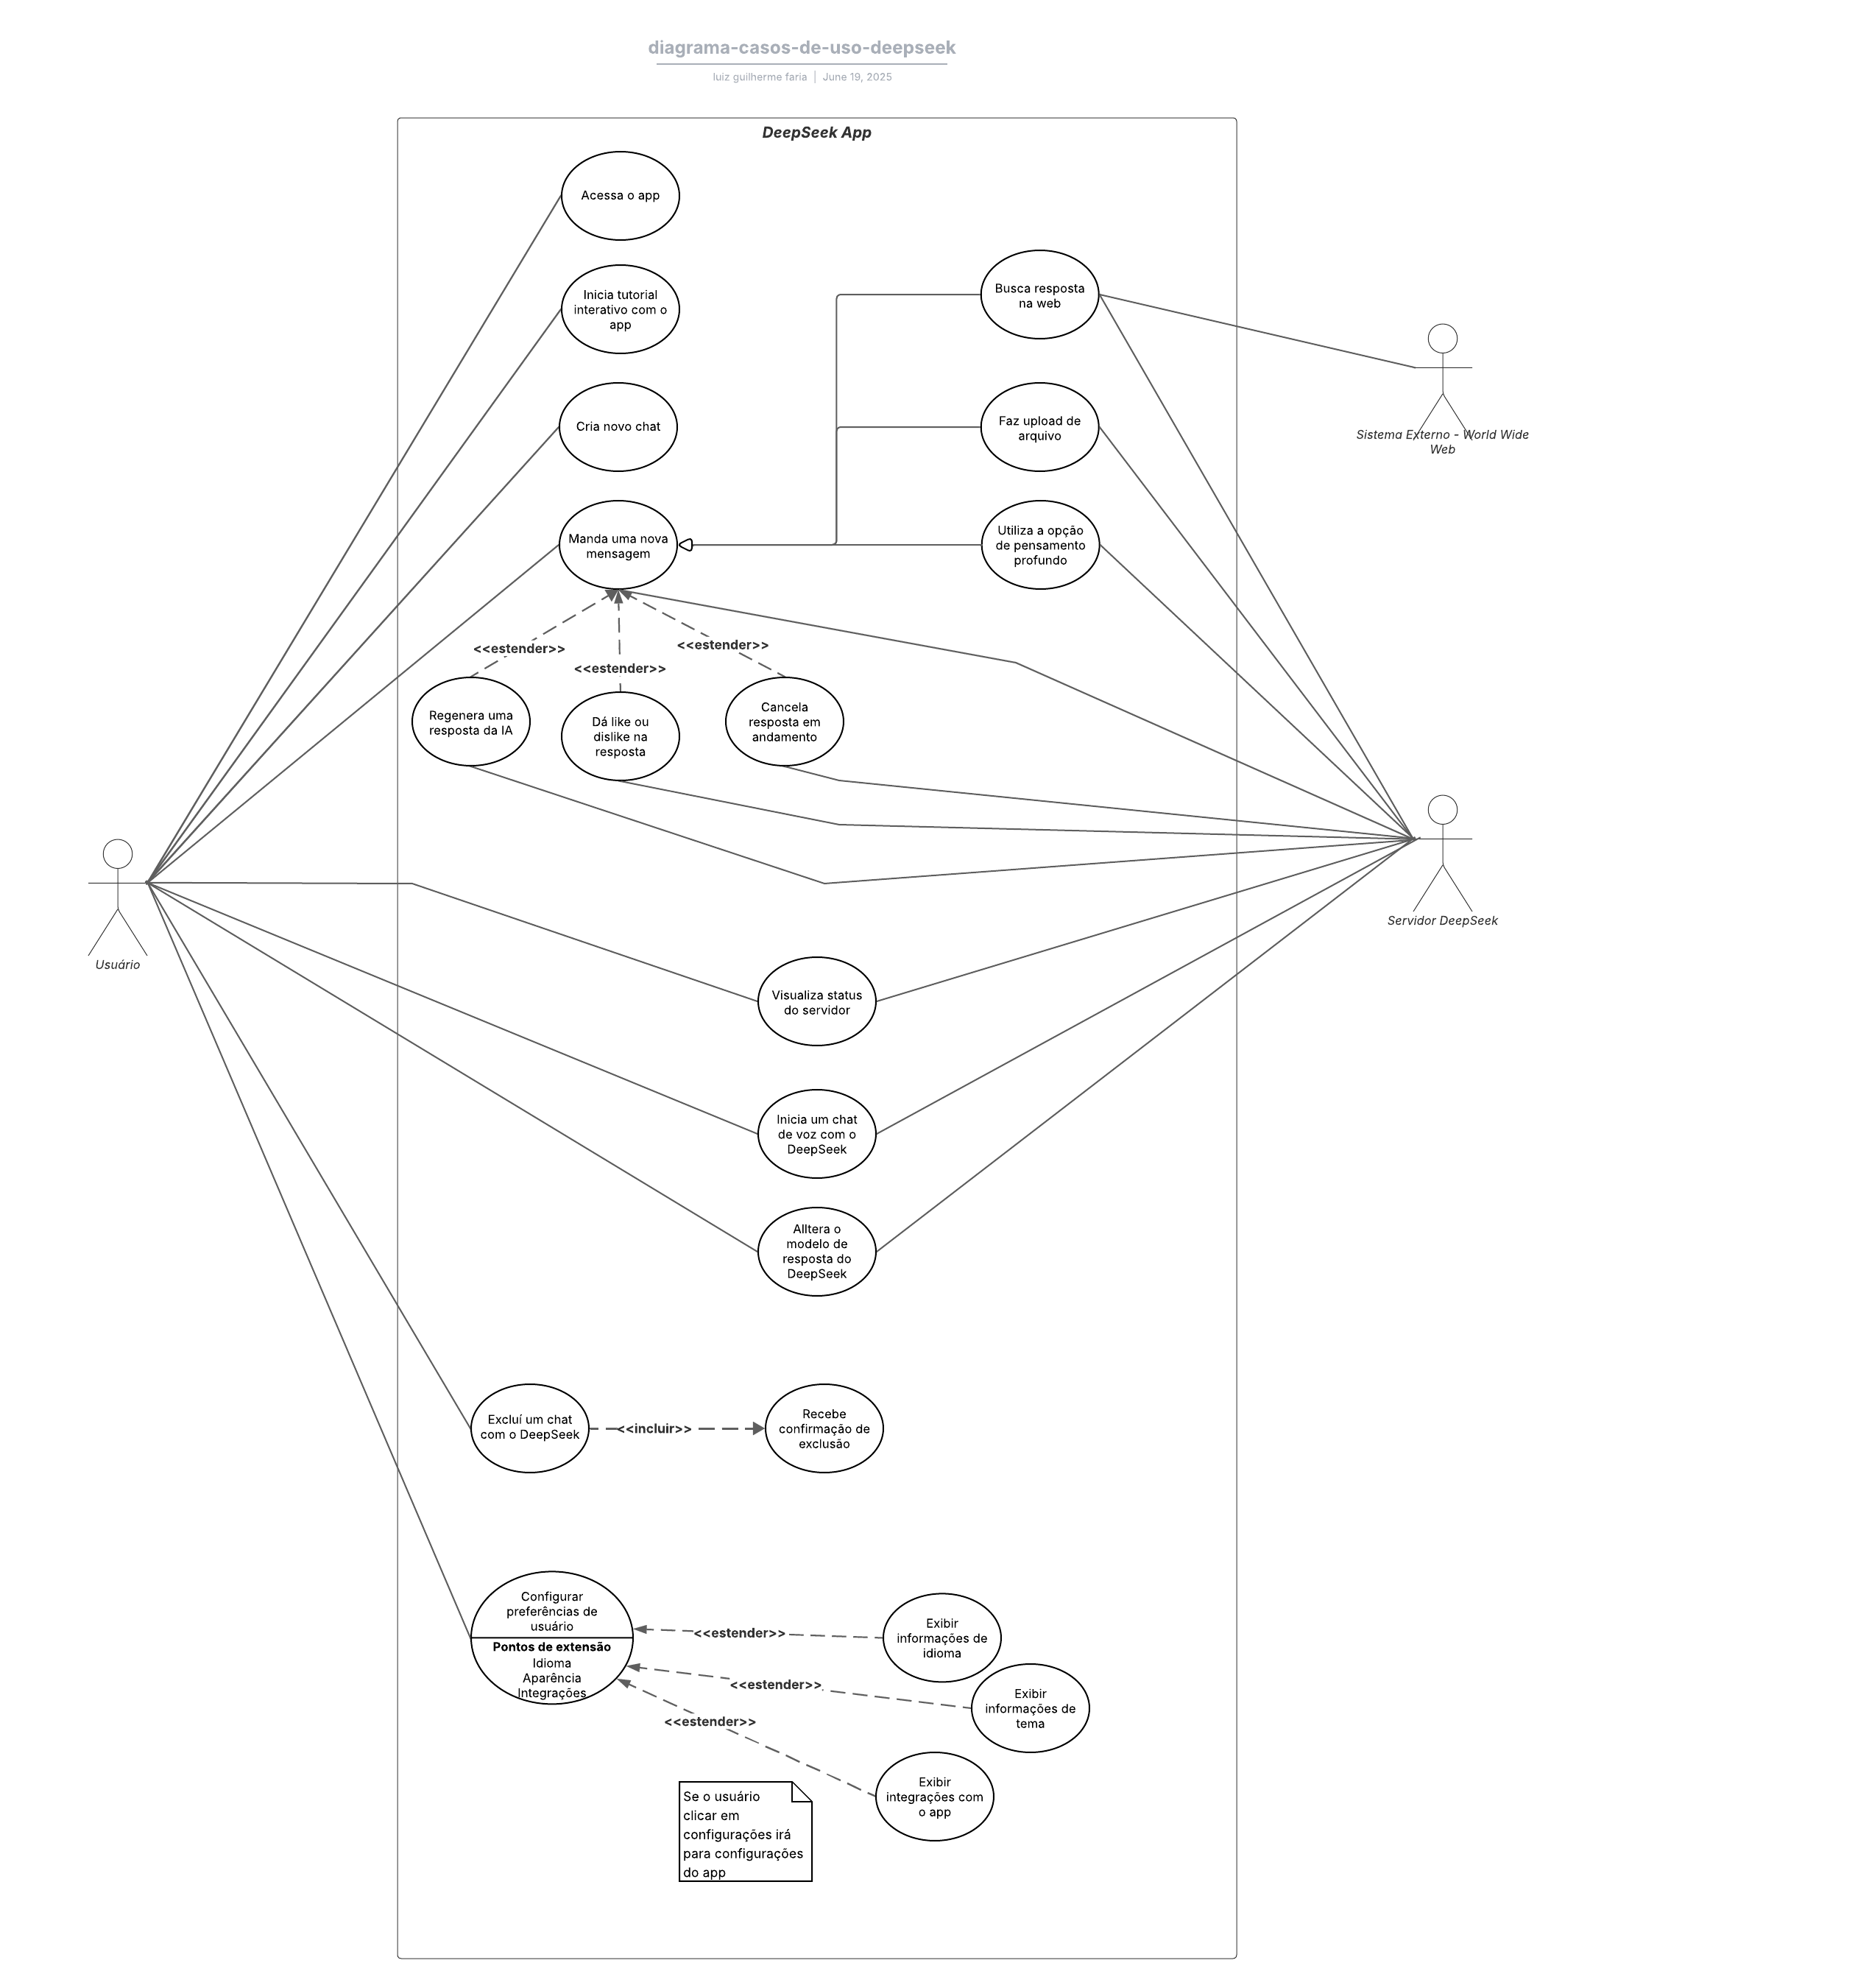 diagrama-casos-de-uso-deepseek
luiz guilherme faria | June 19, 2025
DeepSeek App
Acessa o app
Inicia tutorial
interativo com o
app
Busca resposta
na web
Cria novo chat
Faz upload de
arquivo
Sistema Externo - World Wide
Web
Manda uma nova
mensagem
Utiliza a opção
de pensamento
profundo
<<estender>>
<<estender>>
<<estender>>
Regenera uma
resposta da IA
Dá like ou
dislike na
resposta
Cancela
resposta em
andamento
Servidor DeepSeek
Usuário
Visualiza status
do servidor
Inicia um chat
de voz com o
DeepSeek
Alltera o
modelo de
resposta do
DeepSeek
Excluí um chat
com o DeepSeek
<<incluir>>
Recebe
confirmação de
exclusão
Configurar
preferências de
usuário
Pontos de extensão
Idioma
Aparência
Integrações
<<estender>>
Exibir
informações de
idioma
<<estender>>
Exibir
informações de
tema
<<estender>>
Exibir
integrações com
o app
Se o usuário
clicar em
configurações irá
para configurações
do app